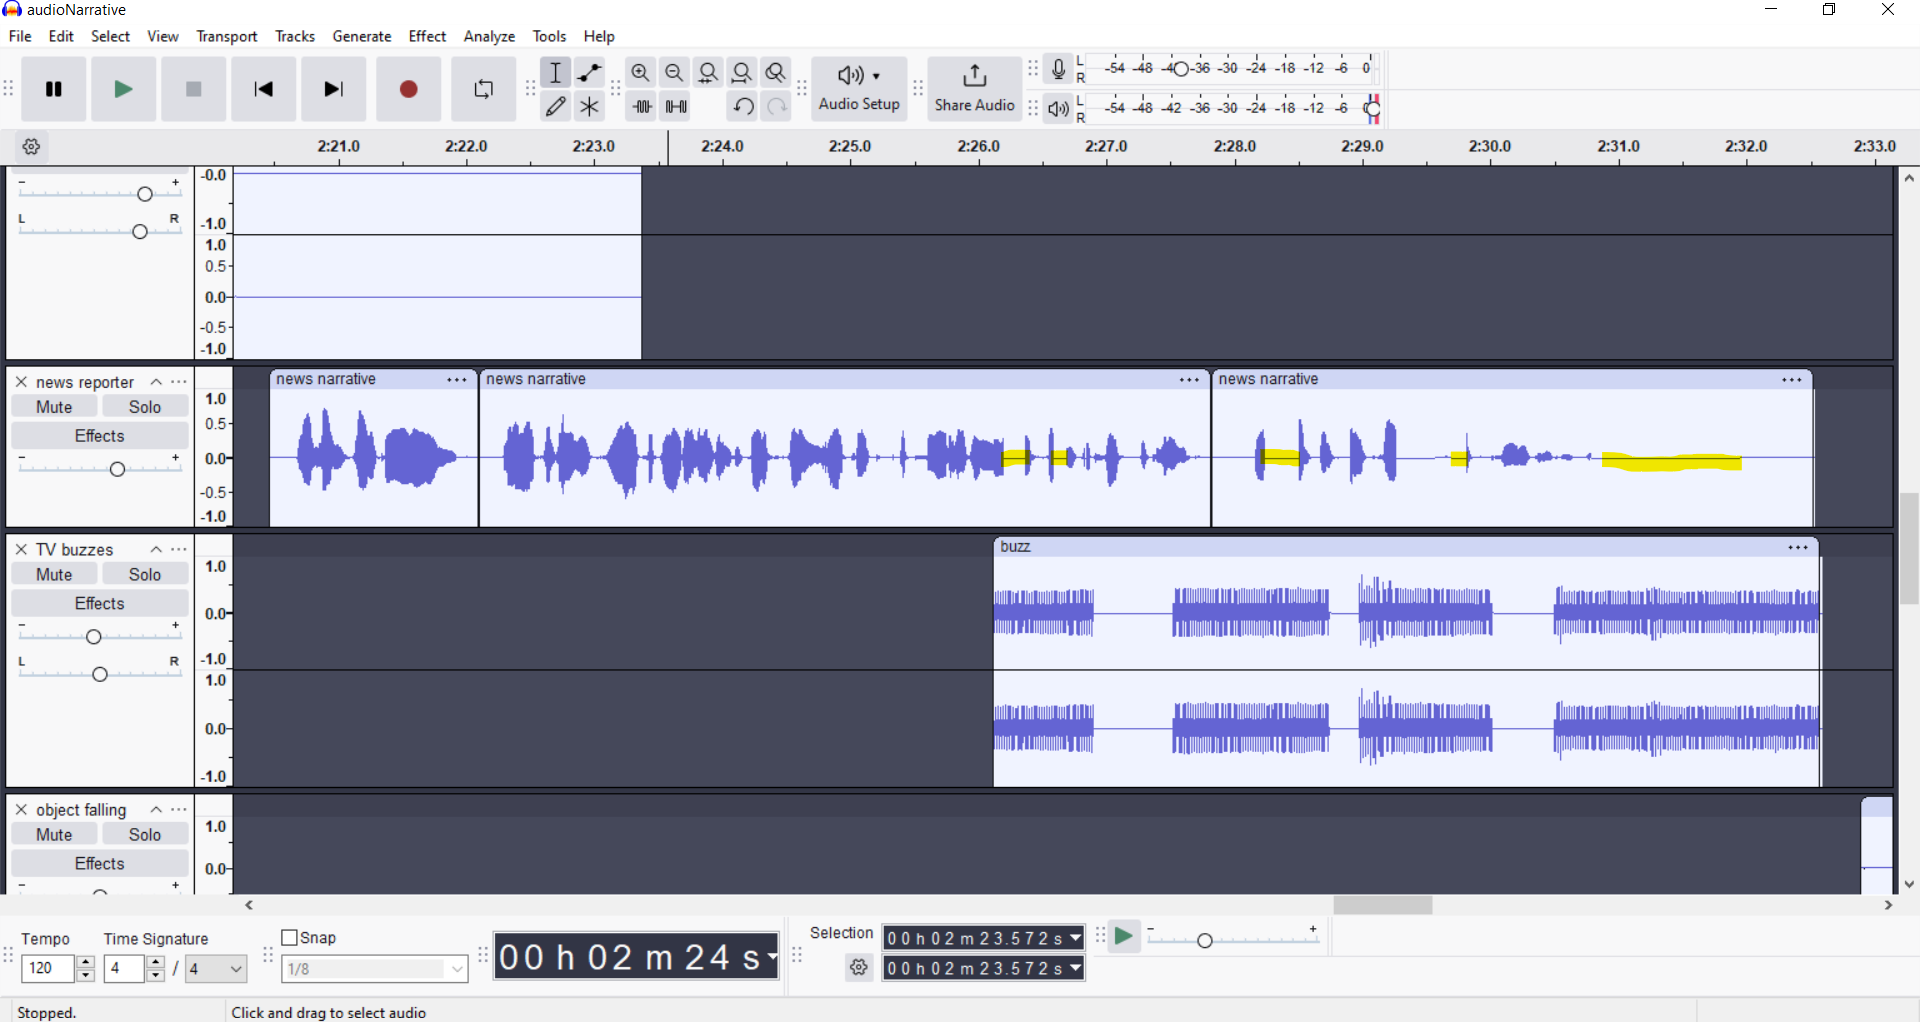 audioNarrative
File Edit Select View Transport Tracks Generate Effect Analyze Tools Help
Audio Setup
Share Audio
L R -54 -48 -4 -36 -30 -24 -18 -12 -6 0
L R -54 -48 -42 -36 -30 -24 -18 -12 -6 0
2:21.0 2:22.0 2:23.0 2:24.0 2:25.0 2:26.0 2:27.0 2:28.0 2:29.0 2:30.0 2:31.0 2:32.0 2:33.0
- +
L R
-0.0
-1.0
1.0
0.5
0.0
-0.5
-1.0
news reporter
Mute Solo
Effects
- +
1.0
0.5
0.0
-0.5
-1.0
news narrative ... news narrative ... news narrative ...
TV buzzes
Mute Solo
Effects
- +
L R
1.0
0.0
-1.0
1.0
0.0
-1.0
buzz ...
object falling
Mute Solo
Effects
- +
1.0
0.0
Tempo
120
Time Signature
4 / 4
Snap
1/8
00 h 02 m 24 s
Selection
00 h 02 m 23.572 s
00 h 02 m 23.572 s
- +
Stopped.
Click and drag to select audio